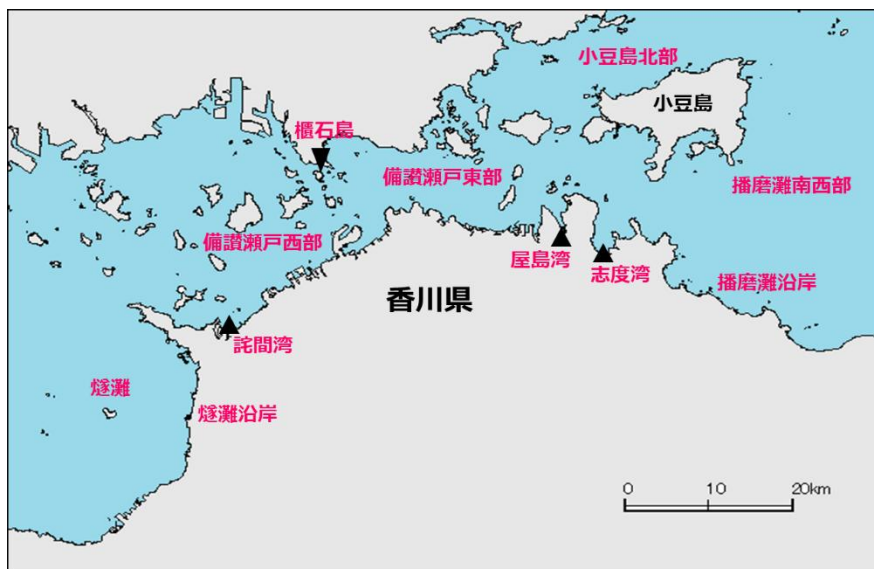 小豆島北部
小豆島
櫃石島
備讃瀬戸東部
播磨灘南西部
備讃瀬戸西部
屋島湾
志度湾
播磨灘沿岸
香川県
詫間湾
燧灘
燧灘沿岸
0 10 20km